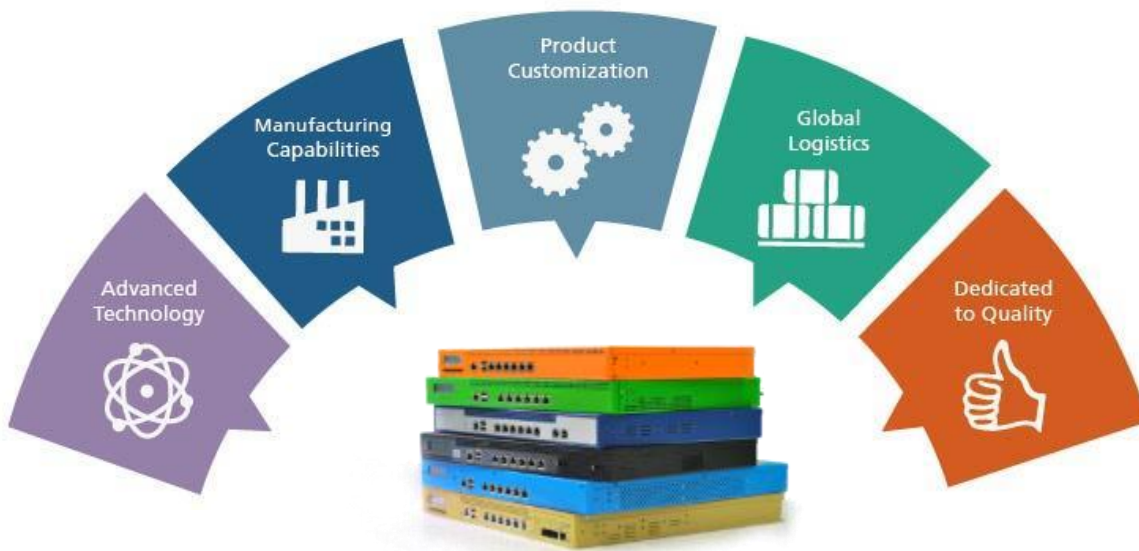 Advanced
Technology
Manufacturing
Capabilities
Product
Customization
Global
Logistics
Dedicated
to Quality